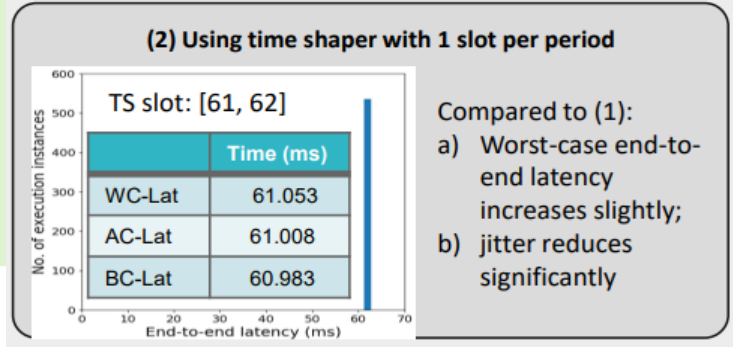 (2) Using time shaper with 1 slot per period
600
500
400
300
200
100
0
No. of execution instances
TS slot: [61, 62]
Time (ms)
WC-Lat 61.053
AC-Lat 61.008
BC-Lat 60.983
0 10 20 30 40 50 60 70
End-to-end latency (ms)
Compared to (1):
a) Worst-case end-to-
end latency
increases slightly;
b) jitter reduces
significantly